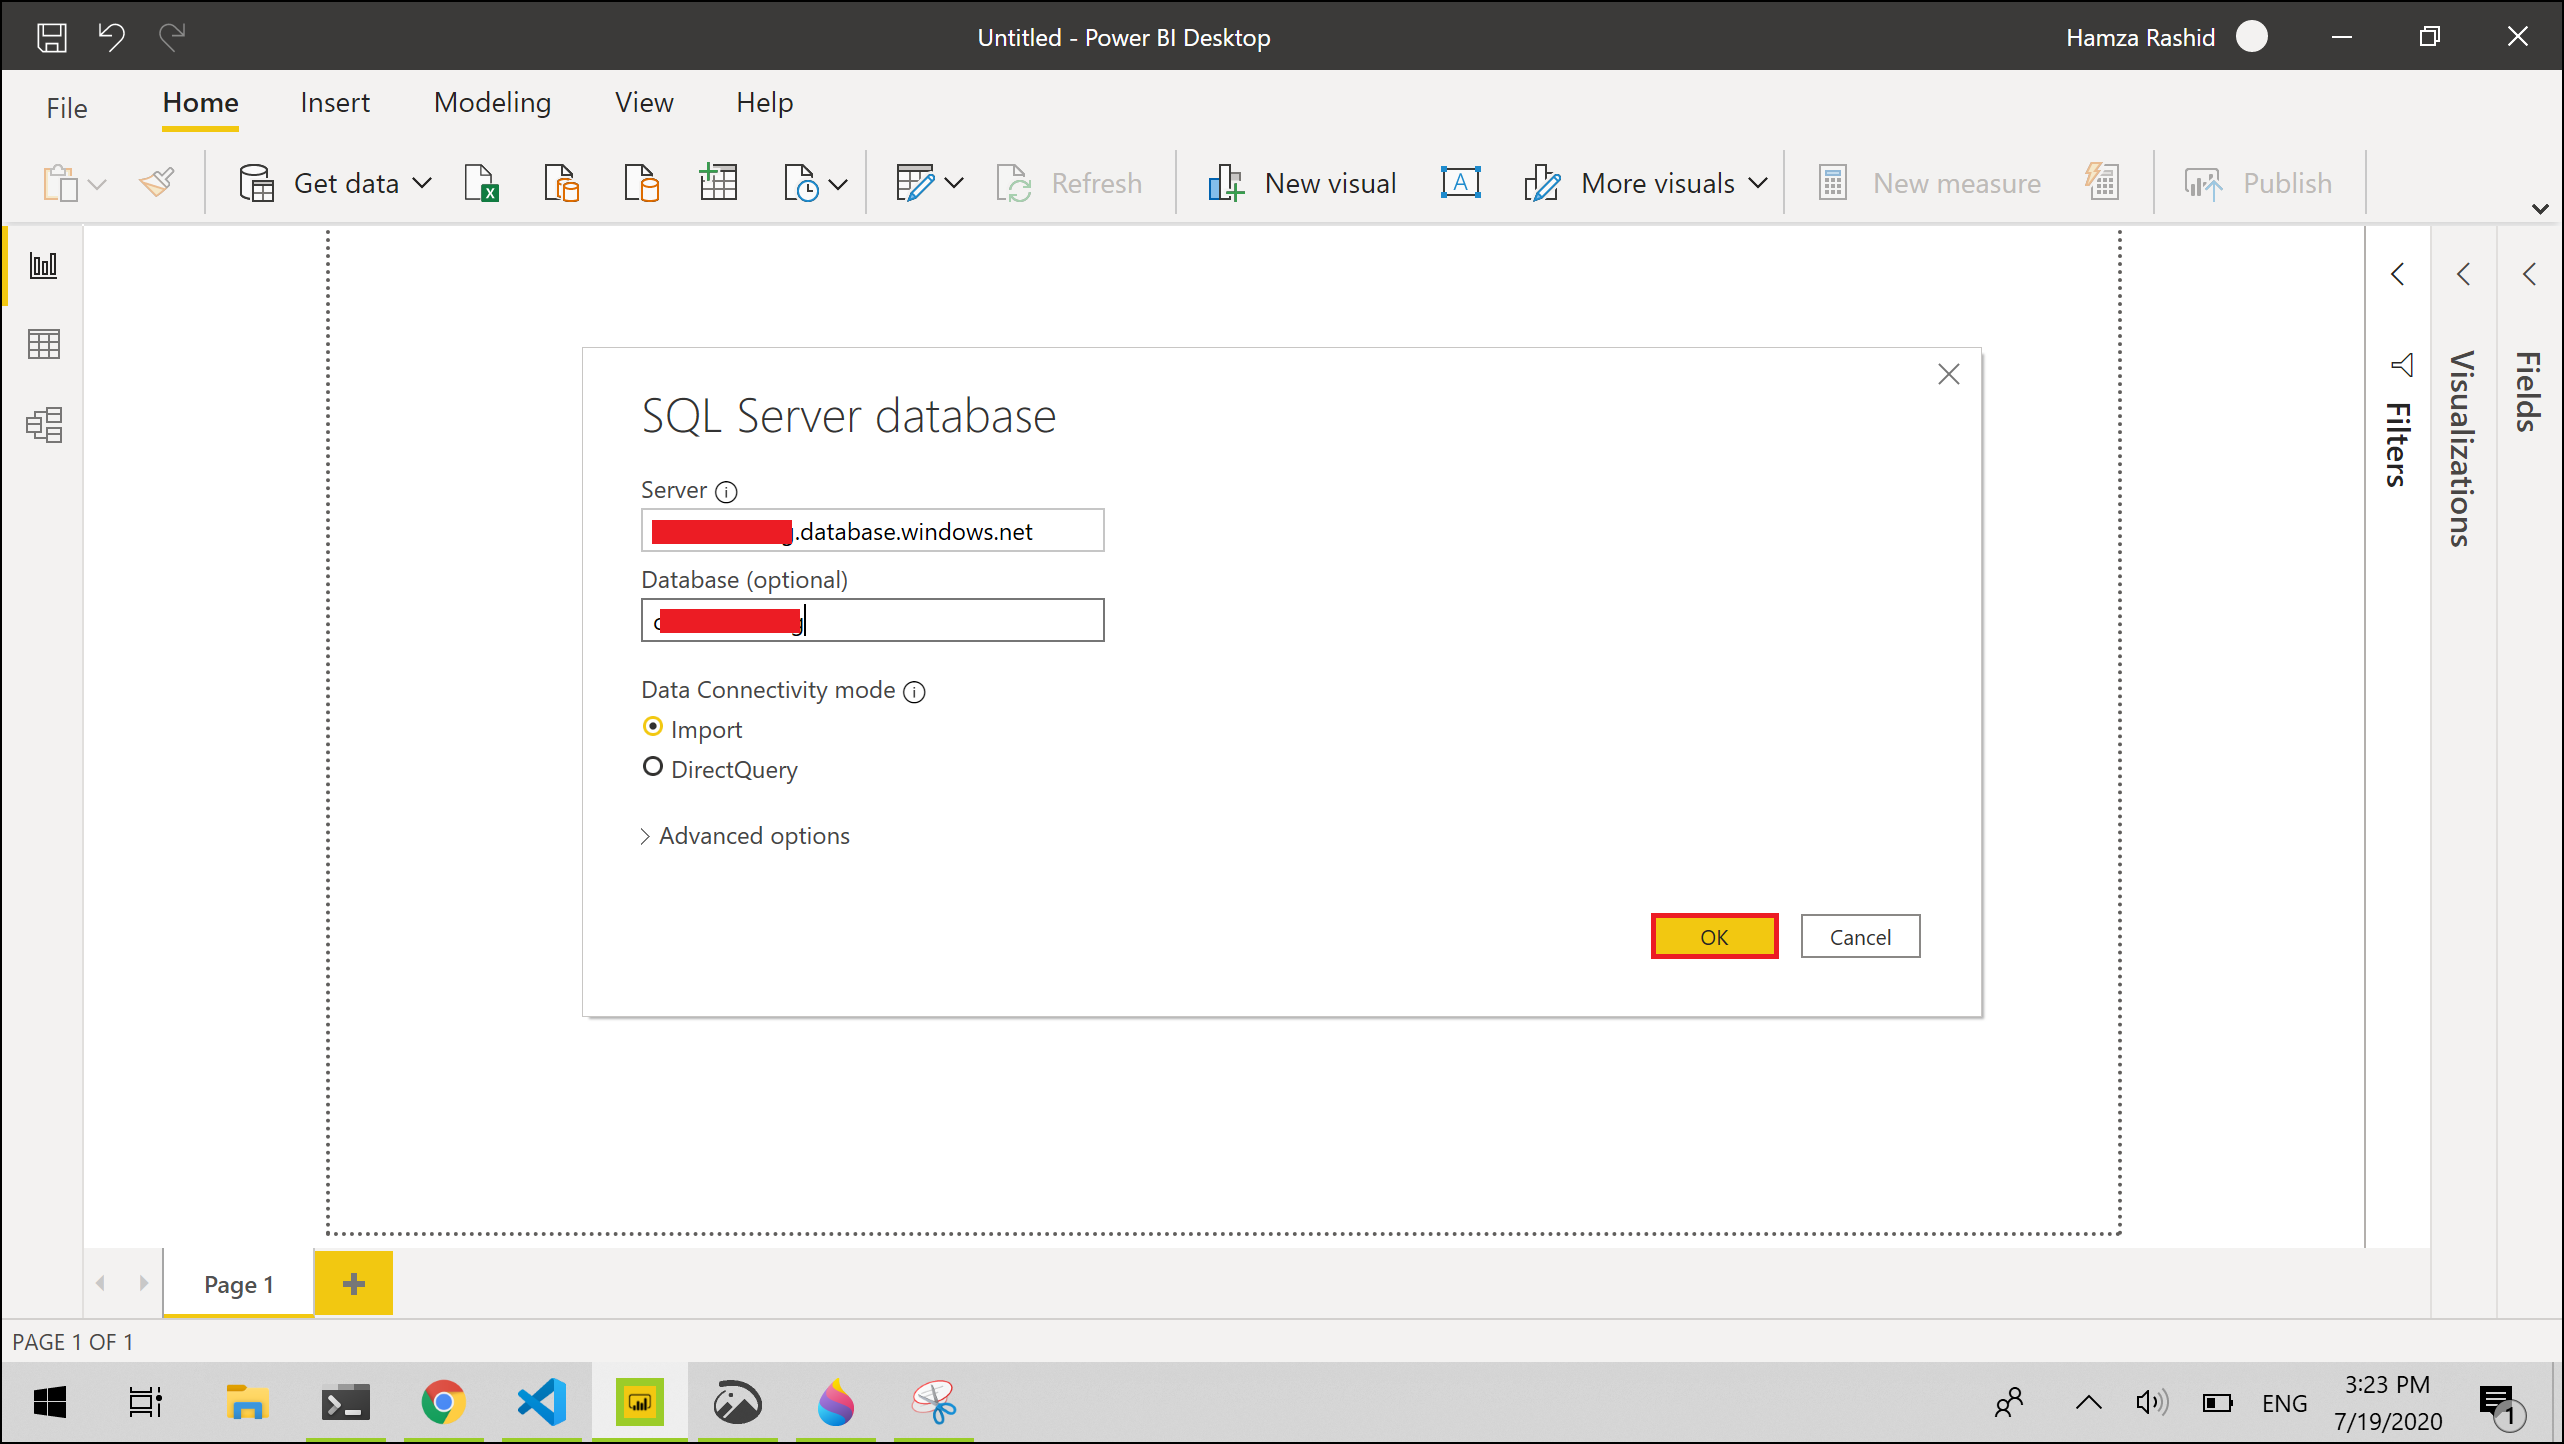 Untitled - Power BI Desktop
Hamza Rashid
File
Home
Insert
Modeling
View
Help
Get data
Refresh
New visual
A
More visuals
New measure
Publish
SQL Server database
Server
.database.windows.net
Database (optional)
Data Connectivity mode
Import
DirectQuery
Advanced options
OK
Cancel
Filters
Visualizations
Fields
Page 1
PAGE 1 OF 1
ENG
3:23 PM
7/19/2020
1